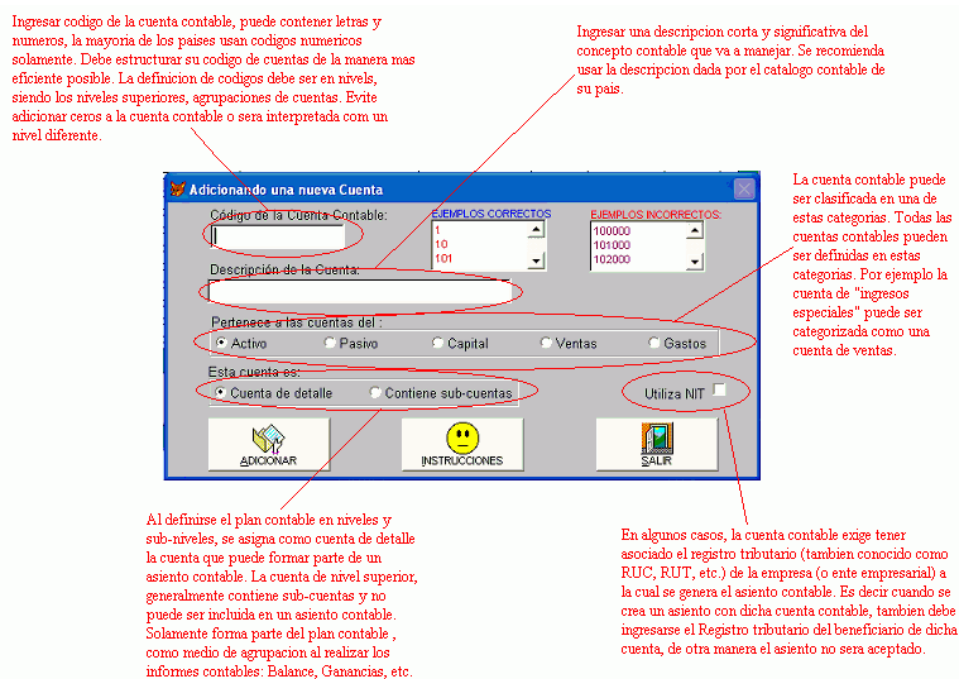 Ingresar codigo de la cuenta contable, puede contener letras y
numeros, la mayoria de los paises usan codigos numericos
solamente. Debe estructurar su codigo de cuentas de la manera mas
eficiente posible. La definicion de codigos debe ser en nivels,
siendo los niveles superiores, agrupaciones de cuentas. Evite
adicionar ceros a la cuenta contable o sera interpretada com un
nivel diferente.
Ingresar una descripcion corta y significativa del
concepto contable que va a manejar. Se recomienda
usar la descripcion dada por el catalogo contable de
su pais.
Adicionando una nueva Cuenta
Código de la Cuenta Contable:
EJEMPLOS CORRECTOS
1
10
101
EJEMPLOS INCORRECTOS:
100000
101000
102000
Descripción de la Cuenta:
Pertenece a las cuentas del :
Activo Pasivo Capital Ventas Gastos
Esta cuenta es:
Cuenta de detalle Contiene sub-cuentas
Utiliza NIT
ADICIONAR
INSTRUCCIONES
SALIR
La cuenta contable puede
ser clasificada en una de
estas categorias. Todas las
cuentas contables pueden
ser definidas en estas
categorias. Por ejemplo la
cuenta de "ingresos
especiales" puede ser
categorizada como una
cuenta de ventas.
Al definirse el plan contable en niveles y
sub-niveles, se asigna como cuenta de detalle
la cuenta que puede formar parte de un
asiento contable. La cuenta de nivel superior,
generalmente contiene sub-cuentas y no
puede ser incluida en un asiento contable.
Solamente forma parte del plan contable ,
como medio de agrupacion al realizar los
informes contables: Balance, Ganancias, etc.
En algunos casos, la cuenta contable exige tener
asociado el registro tributario (tambien conocido como
RUC, RUT, etc.) de la empresa (o ente empresarial) a
la cual se genera el asiento contable. Es decir cuando se
crea un asiento con dicha cuenta contable, tambien debe
ingresarse el Registro tributario del beneficiario de dicha
cuenta, de otra manera el asiento no sera aceptado.